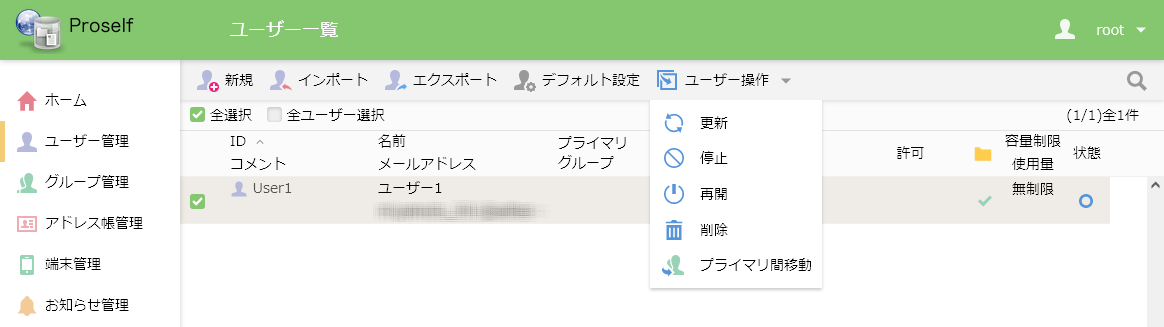 Proself
ユーザー一覧
root
新規 インポート エクスポート デフォルト設定 ユーザー操作
ホーム
ユーザー管理
グループ管理
アドレス帳管理
端末管理
お知らせ管理
全選択 全ユーザー選択 (1/1)全1件
ID 名前 プライマリ 許可 容量制限 状態
コメント メールアドレス グループ 使用量
User1 ユーザー1 無制限
更新
停止
再開
削除
プライマリ間移動